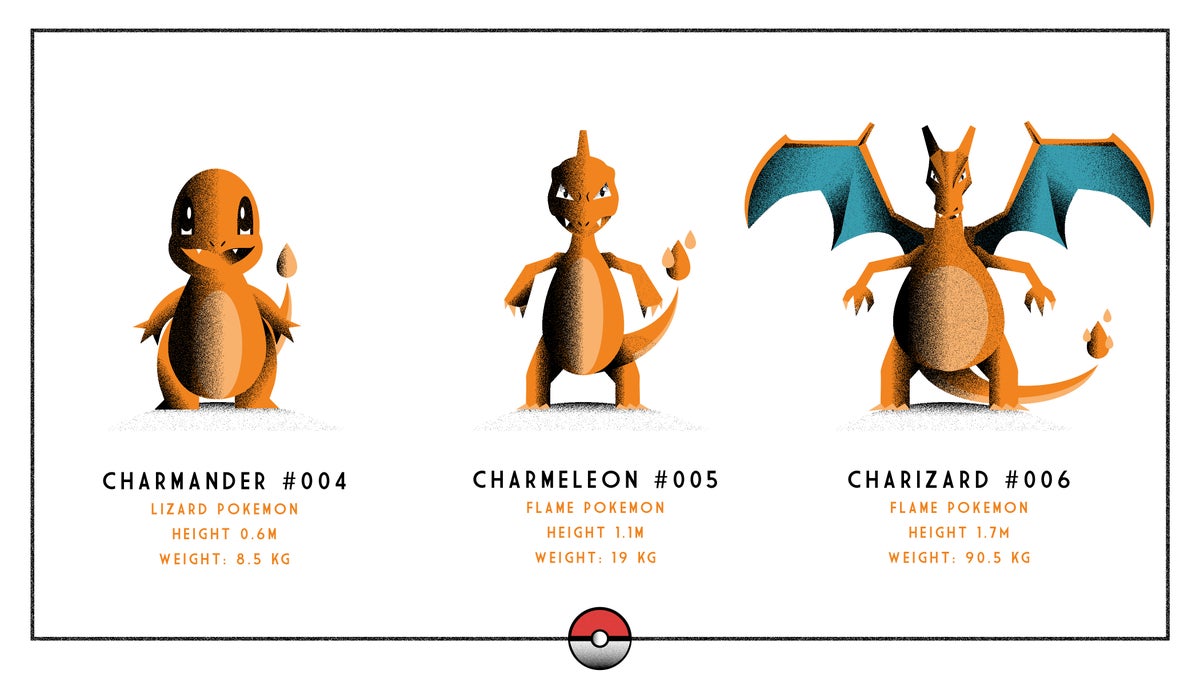 CHARMANDER #004
LIZARD POKEMON
HEIGHT 0.6M
WEIGHT: 8.5 KG
CHARMELEON #005
FLAME POKEMON
HEIGHT 1.1M
WEIGHT: 19 KG
CHARIZARD #006
FLAME POKEMON
HEIGHT 1.7M
WEIGHT: 90.5 KG